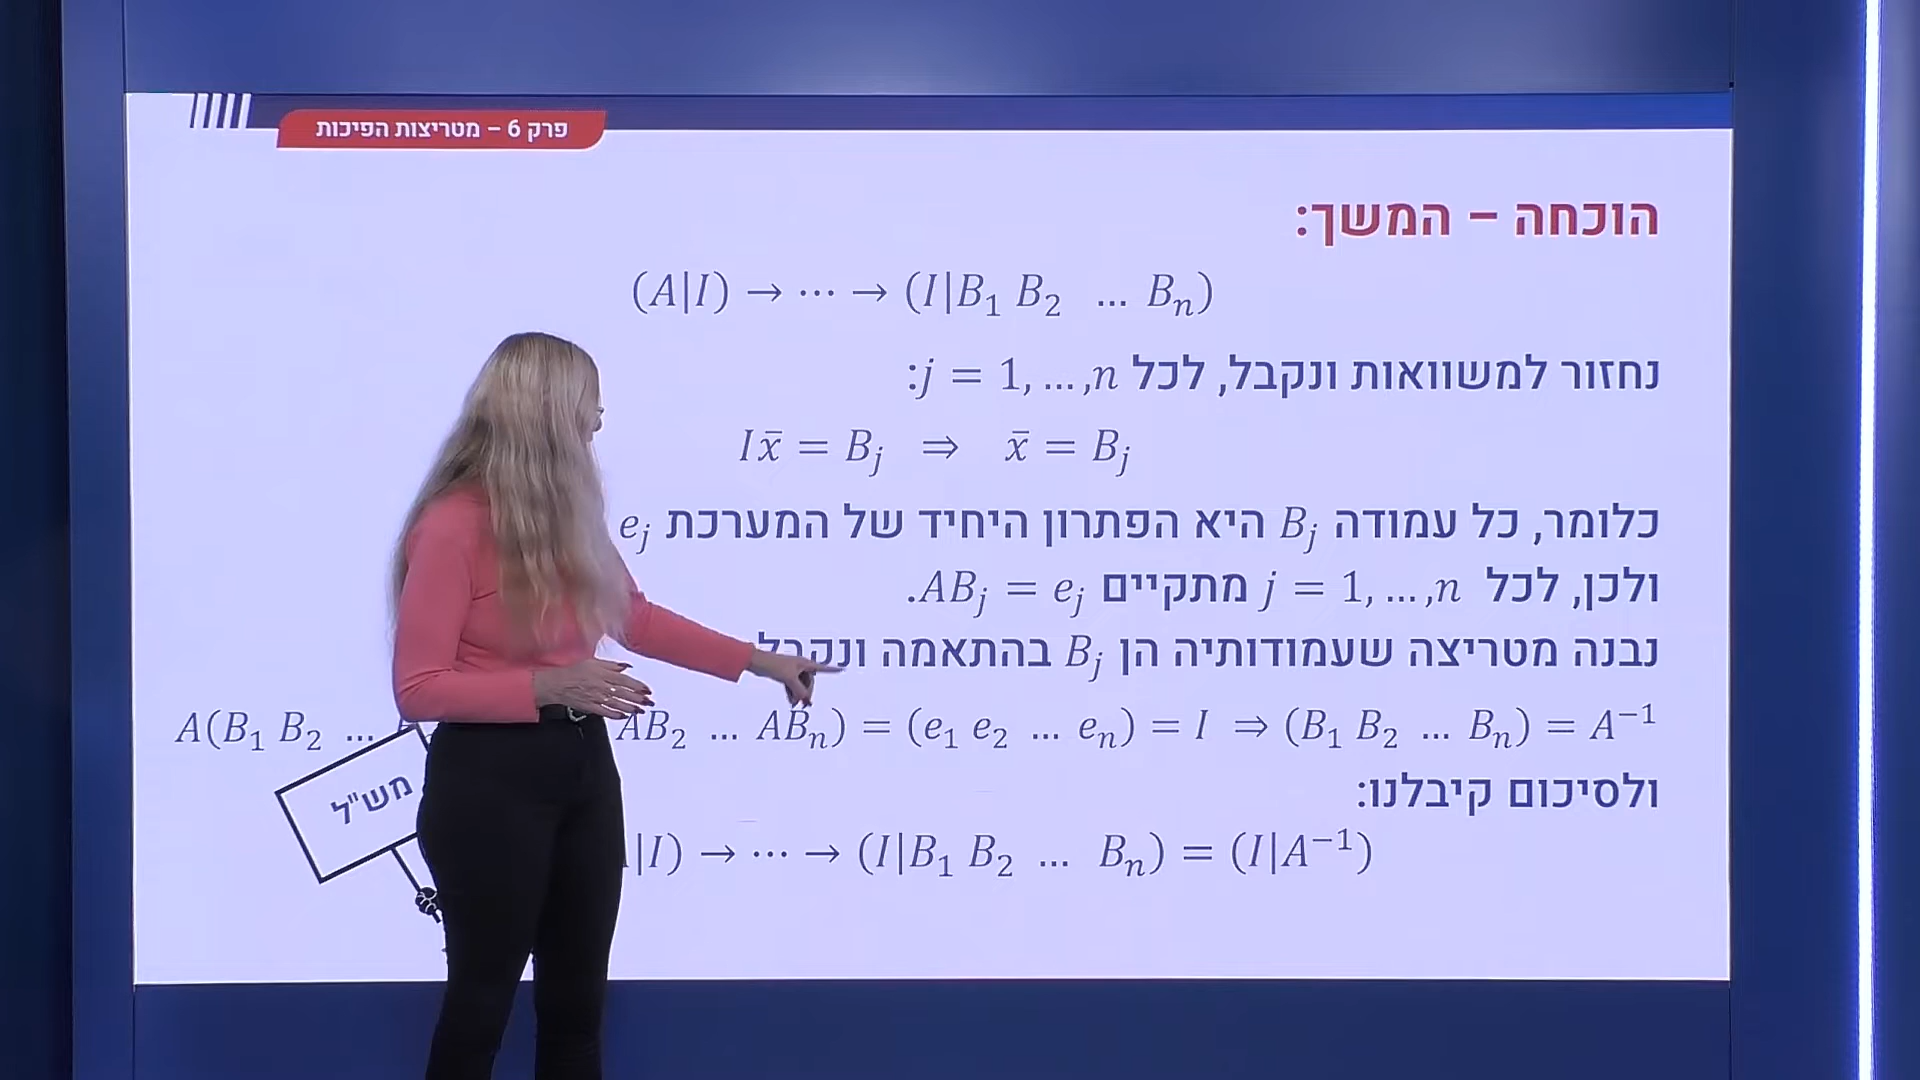 פרק 6 – מטריצות הפיכות
הוכחה – המשך:
(A|I) → ⋯ → (I|B₁ B₂ … Bₙ)
נחזור למשוואות ונקבל, לכל j = 1, … , n:
Ix̄ = Bⱼ ⇒ x̄ = Bⱼ
כלומר, כל עמודה Bⱼ היא הפתרון היחיד של המערכת eⱼ
ולכן, לכל j = 1, … , n מתקיים ABⱼ = eⱼ.
נבנה מטריצה שעמודותיה הן Bⱼ בהתאמה ונקבל
A(B₁ B₂ … AB₂ … ABₙ) = (e₁ e₂ … eₙ) = I ⇒ (B₁ B₂ … Bₙ) = A⁻¹
ולסיכום קיבלנו:
|I) → ⋯ → (I|B₁ B₂ … Bₙ) = (I|A⁻¹)
מש"ל